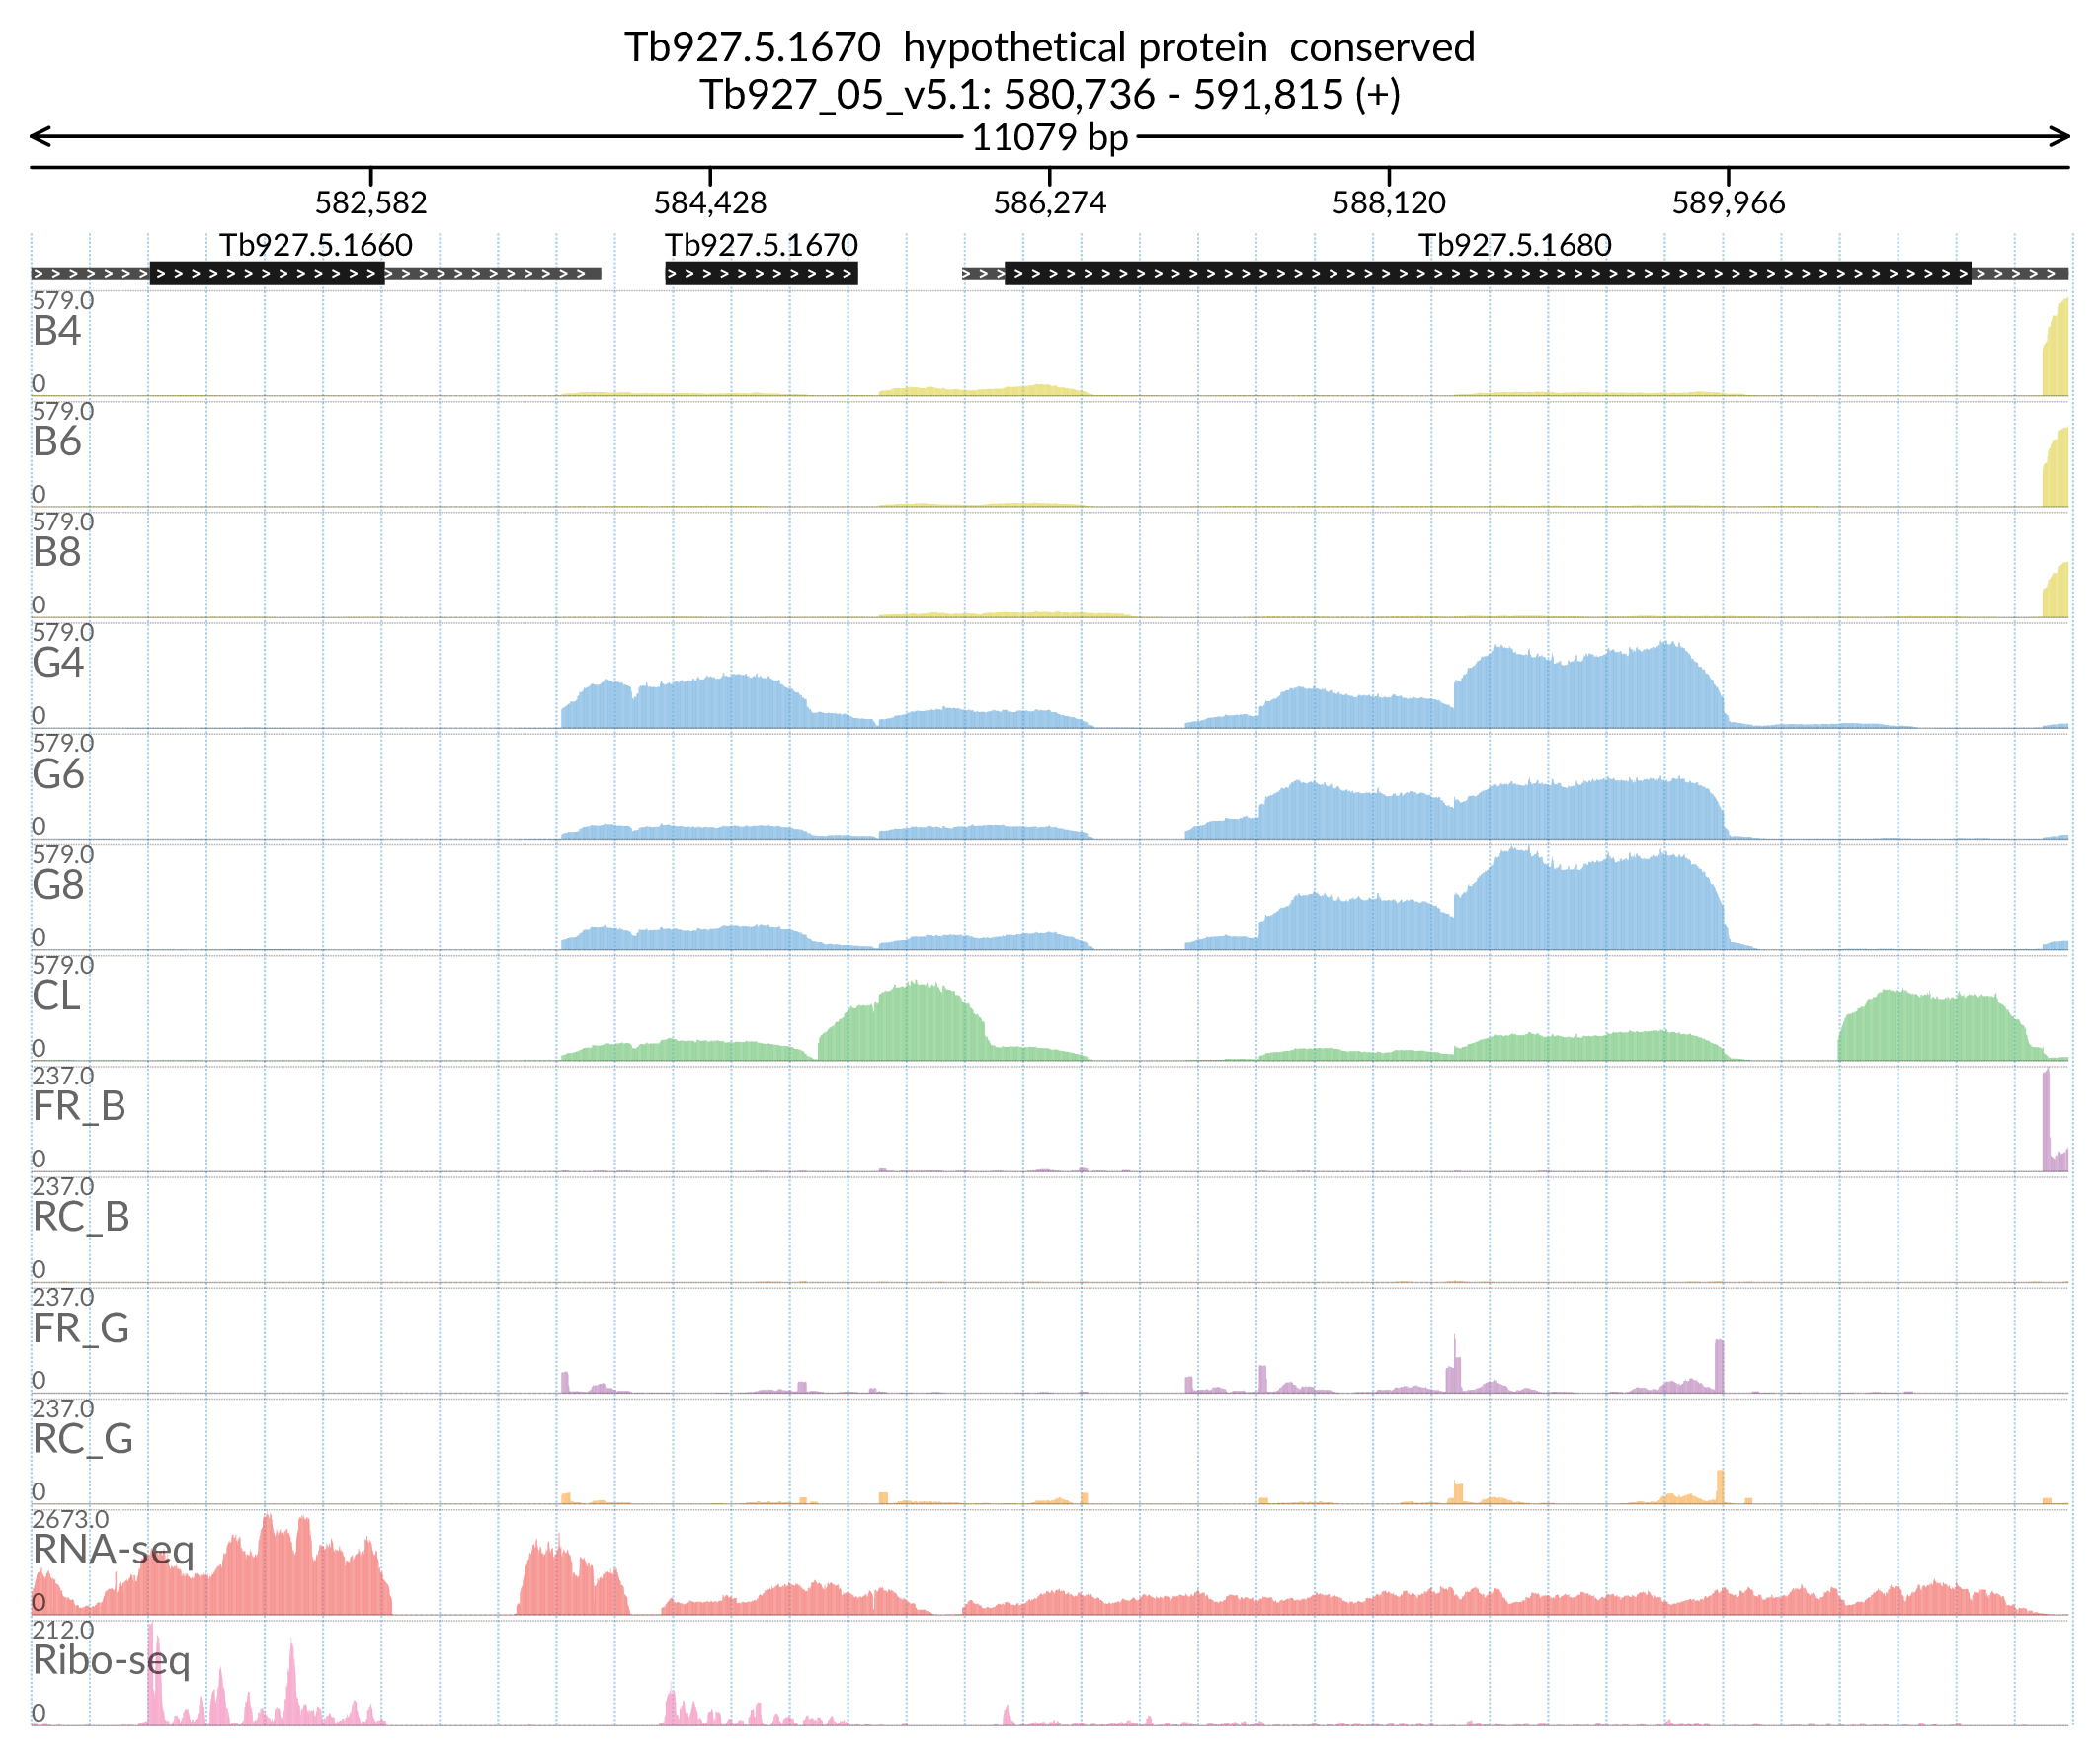 Tb927.5.1670  hypothetical protein  conserved
Tb927_05_v5.1: 580,736 - 591,815 (+)
11079 bp
582,582 584,428 586,274 588,120 589,966
Tb927.5.1660 Tb927.5.1670 Tb927.5.1680
579.0
B4
0
579.0
B6
0
579.0
B8
0
579.0
G4
0
579.0
G6
0
579.0
G8
0
579.0
CL
0
237.0
FR_B
0
237.0
RC_B
0
237.0
FR_G
0
237.0
RC_G
0
2673.0
RNA-seq
0
212.0
Ribo-seq
0